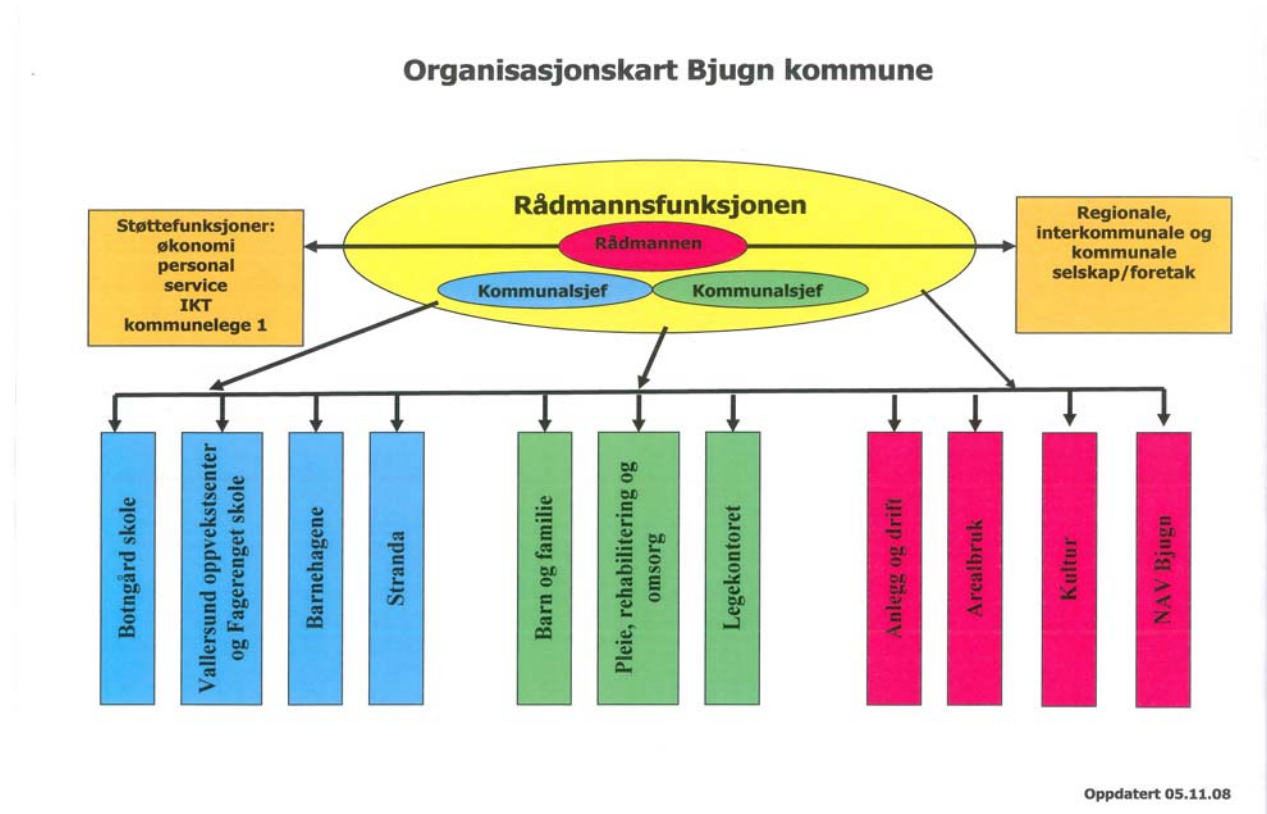 Organisasjonskart Bjugn kommune
Rådmannsfunksjonen
Rådmannen
Kommunalsjef
Kommunalsjef
Støttefunksjoner:
økonomi
personal
service
IKT
kommunelege 1
Regionale,
interkommunale og
kommunale
selskap/foretak
Botngård skole
Vallersund oppvekstsenter
og Fagerenget skole
Barnehagene
Stranda
Barn og familie
Pleie, rehabilitering og
omsorg
Legekontoret
Anlegg og drift
Arealbruk
Kultur
NAV Bjugn
Oppdatert 05.11.08